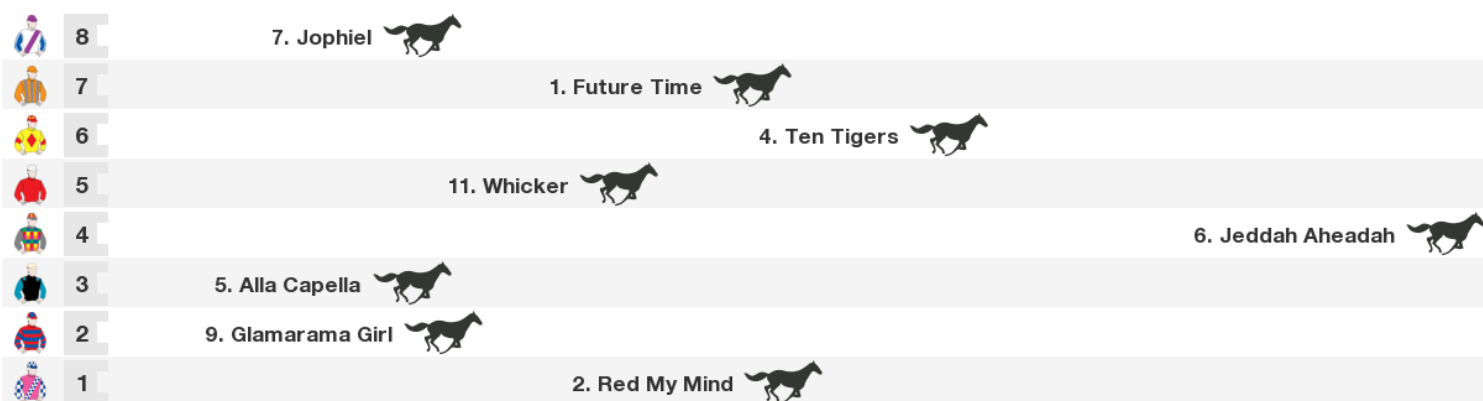 8 7. Jophiel
7 1. Future Time
6 4. Ten Tigers
5 11. Whicker
4 6. Jeddah Aheadah
3 5. Alla Capella
2 9. Glamarama Girl
1 2. Red My Mind